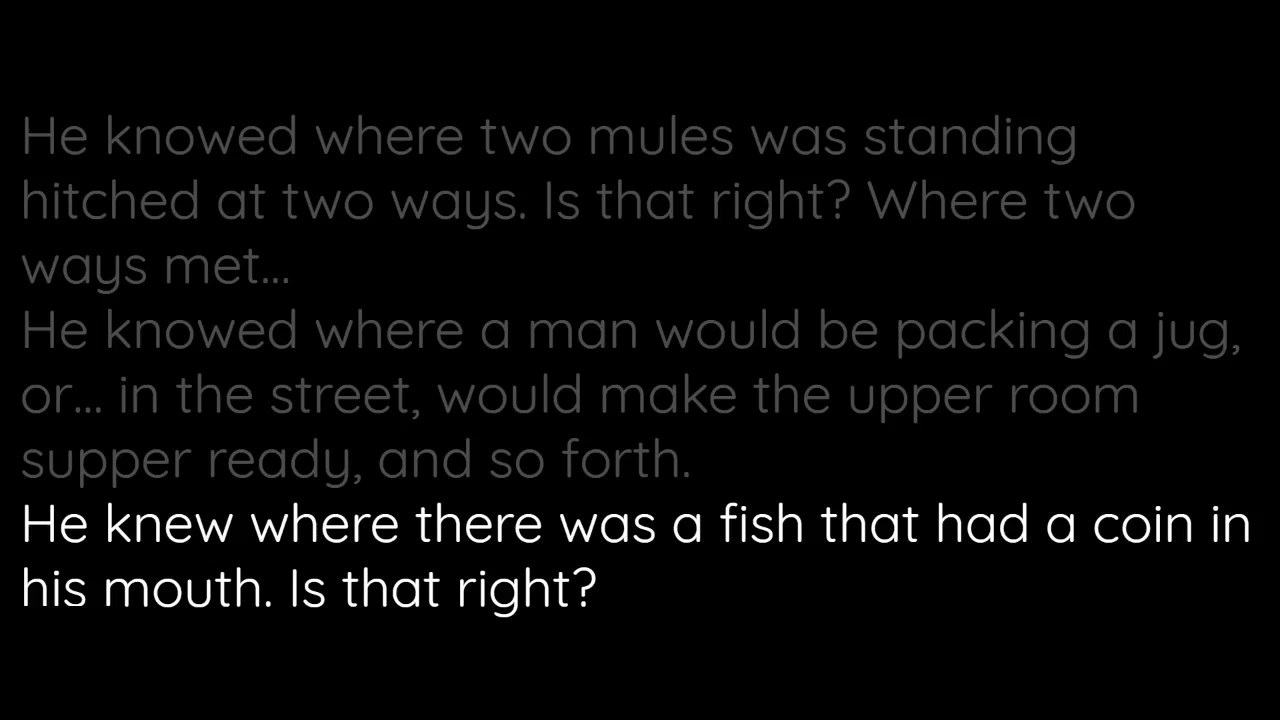 He knowed where two mules was standing
hitched at two ways. Is that right? Where two
ways met...
He knowed where a man would be packing a jug,
or... in the street, would make the upper room
supper ready, and so forth.
He knew where there was a fish that had a coin in
his mouth. Is that right?